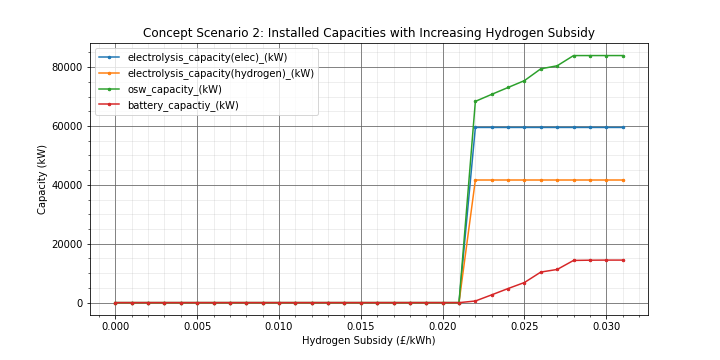 Concept Scenario 2: Installed Capacities with Increasing Hydrogen Subsidy
electrolysis_capacity(elec)_(kW)
electrolysis_capacity(hydrogen)_(kW)
osw_capacity_(kW)
battery_capactiy_(kW)
Capacity (kW)
80000
60000
40000
20000
0
0.000 0.005 0.010 0.015 0.020 0.025 0.030
Hydrogen Subsidy (£/kWh)